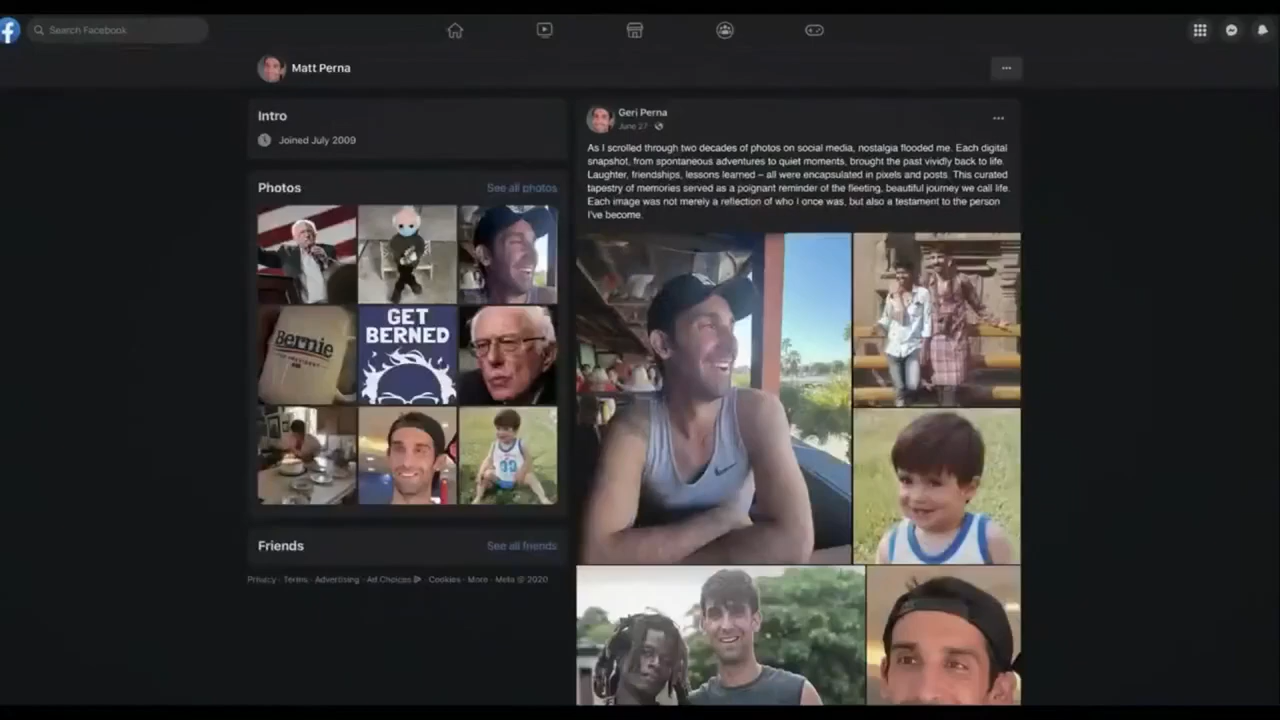 Search Facebook
Matt Perna
Intro
Joined July 2009
Photos
See all photos
Bernie
GET
BERNED
Friends
See all friends
Privacy · Terms · Advertising · Ad Choices · Cookies · More · Meta © 2020
Geri Perna
June 27
As I scrolled through two decades of photos on social media, nostalgia flooded me. Each digital
snapshot, from spontaneous adventures to quiet moments, brought the past vividly back to life.
Laughter, friendships, lessons learned – all were encapsulated in pixels and posts. This curated
tapestry of memories served as a poignant reminder of the fleeting, beautiful journey we call life.
Each image was not merely a reflection of who I once was, but also a testament to the person
I've become.